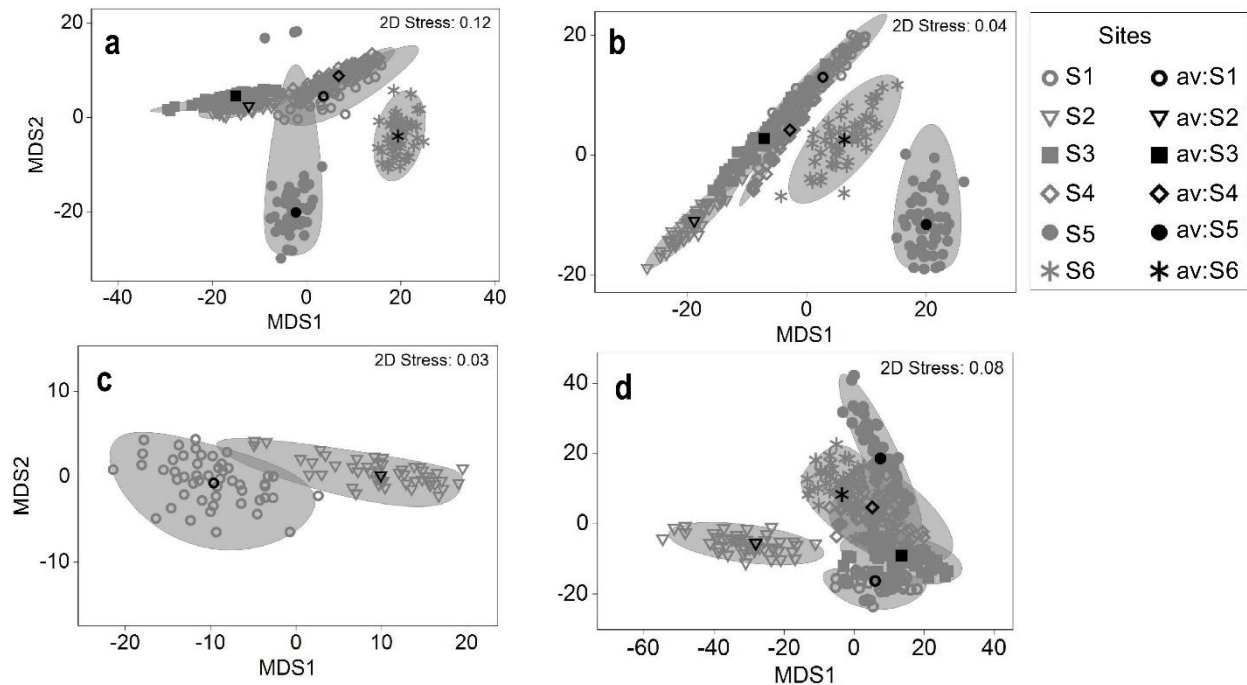 a
2D Stress: 0.12
20
0
-20
MDS2
-40
-20
0
20
40
MDS1
b
2D Stress: 0.04
20
0
-20
-20
0
20
MDS1
Sites
S1 av:S1
S2 av:S2
S3 av:S3
S4 av:S4
S5 av:S5
S6 av:S6
c
2D Stress: 0.03
10
0
-10
MDS2
-20
-10
0
10
20
MDS1
d
2D Stress: 0.08
40
20
0
-20
-60
-40
-20
0
20
40
MDS1